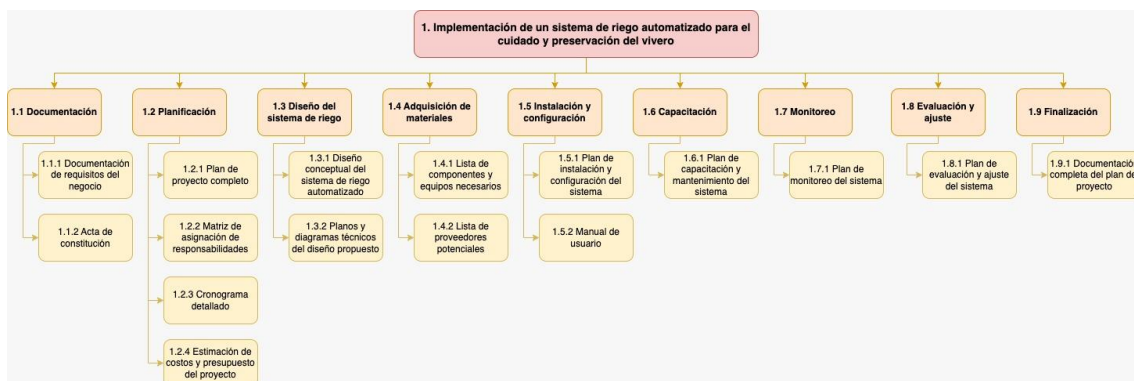 1. Implementación de un sistema de riego automatizado para el
cuidado y preservación del vivero
1.1 Documentación
1.2 Planificación
1.3 Diseño del
sistema de riego
1.4 Adquisición de
materiales
1.5 Instalación y
configuración
1.6 Capacitación
1.7 Monitoreo
1.8 Evaluación y
ajuste
1.9 Finalización
1.1.1 Documentación
de requisitos del
negocio
1.1.2 Acta de
constitución
1.2.1 Plan de
proyecto completo
1.2.2 Matriz de
asignación de
responsabilidades
1.2.3 Cronograma
detallado
1.2.4 Estimación de
costos y presupuesto
del proyecto
1.3.1 Diseño
conceptual del
sistema de riego
automatizado
1.3.2 Planos y
diagramas técnicos
del diseño propuesto
1.4.1 Lista de
componentes y
equipos necesarios
1.4.2 Lista de
proveedores
potenciales
1.5.1 Plan de
instalación y
configuración del
sistema
1.5.2 Manual de
usuario
1.6.1 Plan de
capacitación y
mantenimiento del
sistema
1.7.1 Plan de
monitoreo del sistema
1.8.1 Plan de
evaluación y ajuste
del sistema
1.9.1 Documentación
completa del plan de
proyecto